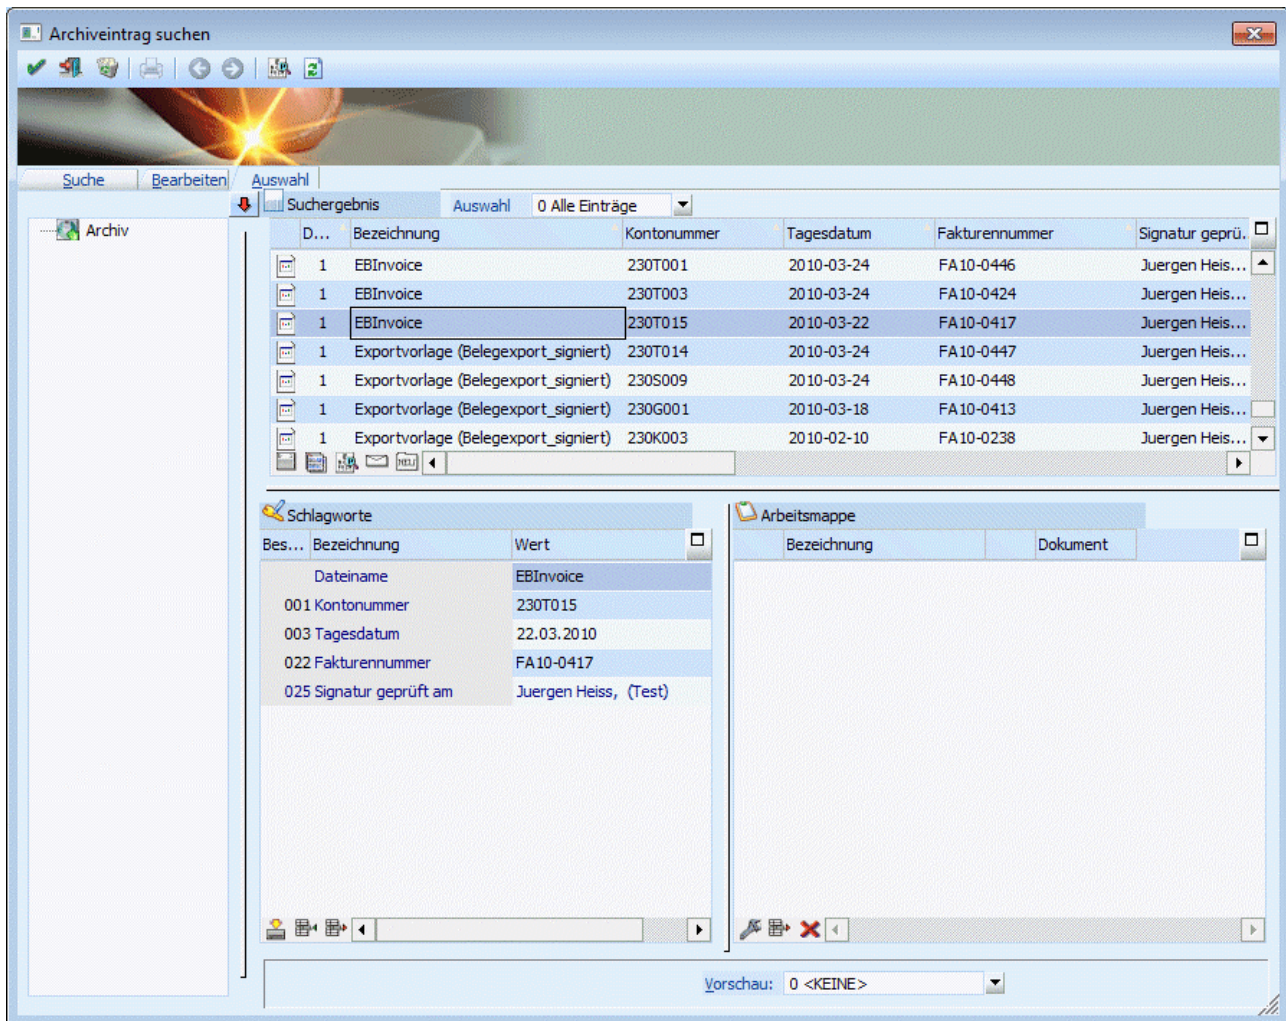 Archiveintrag suchen
Suche Bearbeiten Auswahl
Suchergebnis Auswahl 0 Alle Einträge
Archiv
D... Bezeichnung Kontonummer Tagesdatum Fakturennummer Signatur geprü...
1 EBInvoice 230T001 2010-03-24 FA10-0446 Juergen Heis...
1 EBInvoice 230T003 2010-03-24 FA10-0424 Juergen Heis...
1 EBInvoice 230T015 2010-03-22 FA10-0417 Juergen Heis...
1 Exportvorlage (Belegexport_signiert) 230T014 2010-03-24 FA10-0447 Juergen Heis...
1 Exportvorlage (Belegexport_signiert) 230S009 2010-03-24 FA10-0448 Juergen Heis...
1 Exportvorlage (Belegexport_signiert) 230G001 2010-03-18 FA10-0413 Juergen Heis...
1 Exportvorlage (Belegexport_signiert) 230K003 2010-02-10 FA10-0238 Juergen Heis...
NEU
Schlagworte
Bes... Bezeichnung Wert
Dateiname EBInvoice
001 Kontonummer 230T015
003 Tagesdatum 22.03.2010
022 Fakturennummer FA10-0417
025 Signatur geprüft am Juergen Heiss, (Test)
Arbeitsmappe
Bezeichnung Dokument
Vorschau: 0 <KEINE>